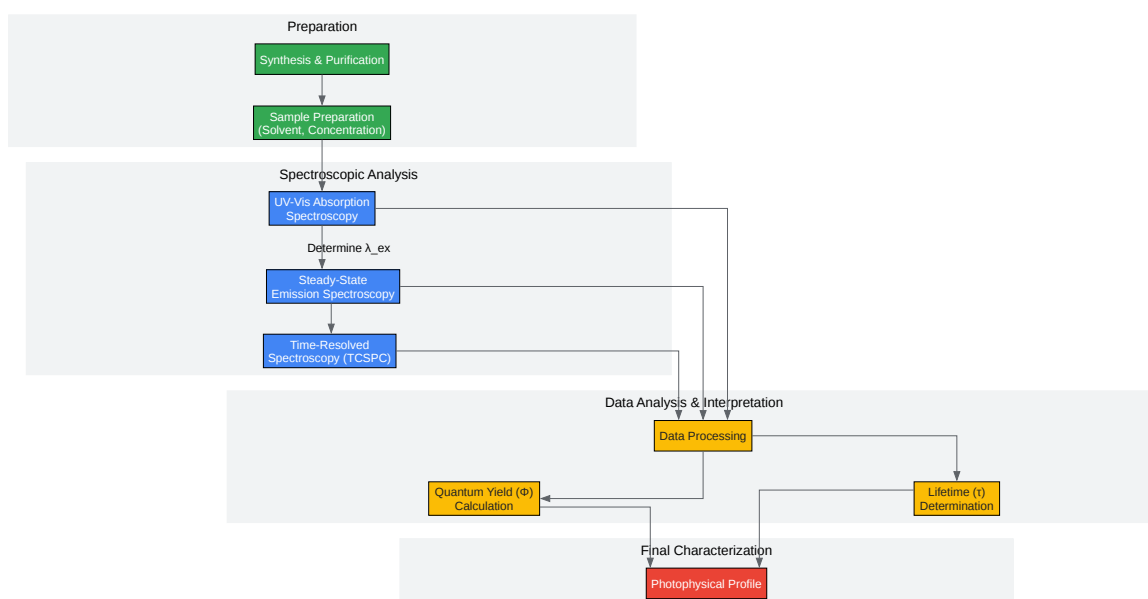 Preparation
Synthesis & Purification
Sample Preparation
(Solvent, Concentration)
Spectroscopic Analysis
UV-Vis Absorption
Spectroscopy
Determine λ_ex
Steady-State
Emission Spectroscopy
Time-Resolved
Spectroscopy (TCSPC)
Data Analysis & Interpretation
Data Processing
Quantum Yield (Φ)
Calculation
Lifetime (τ)
Determination
Final Characterization
Photophysical Profile